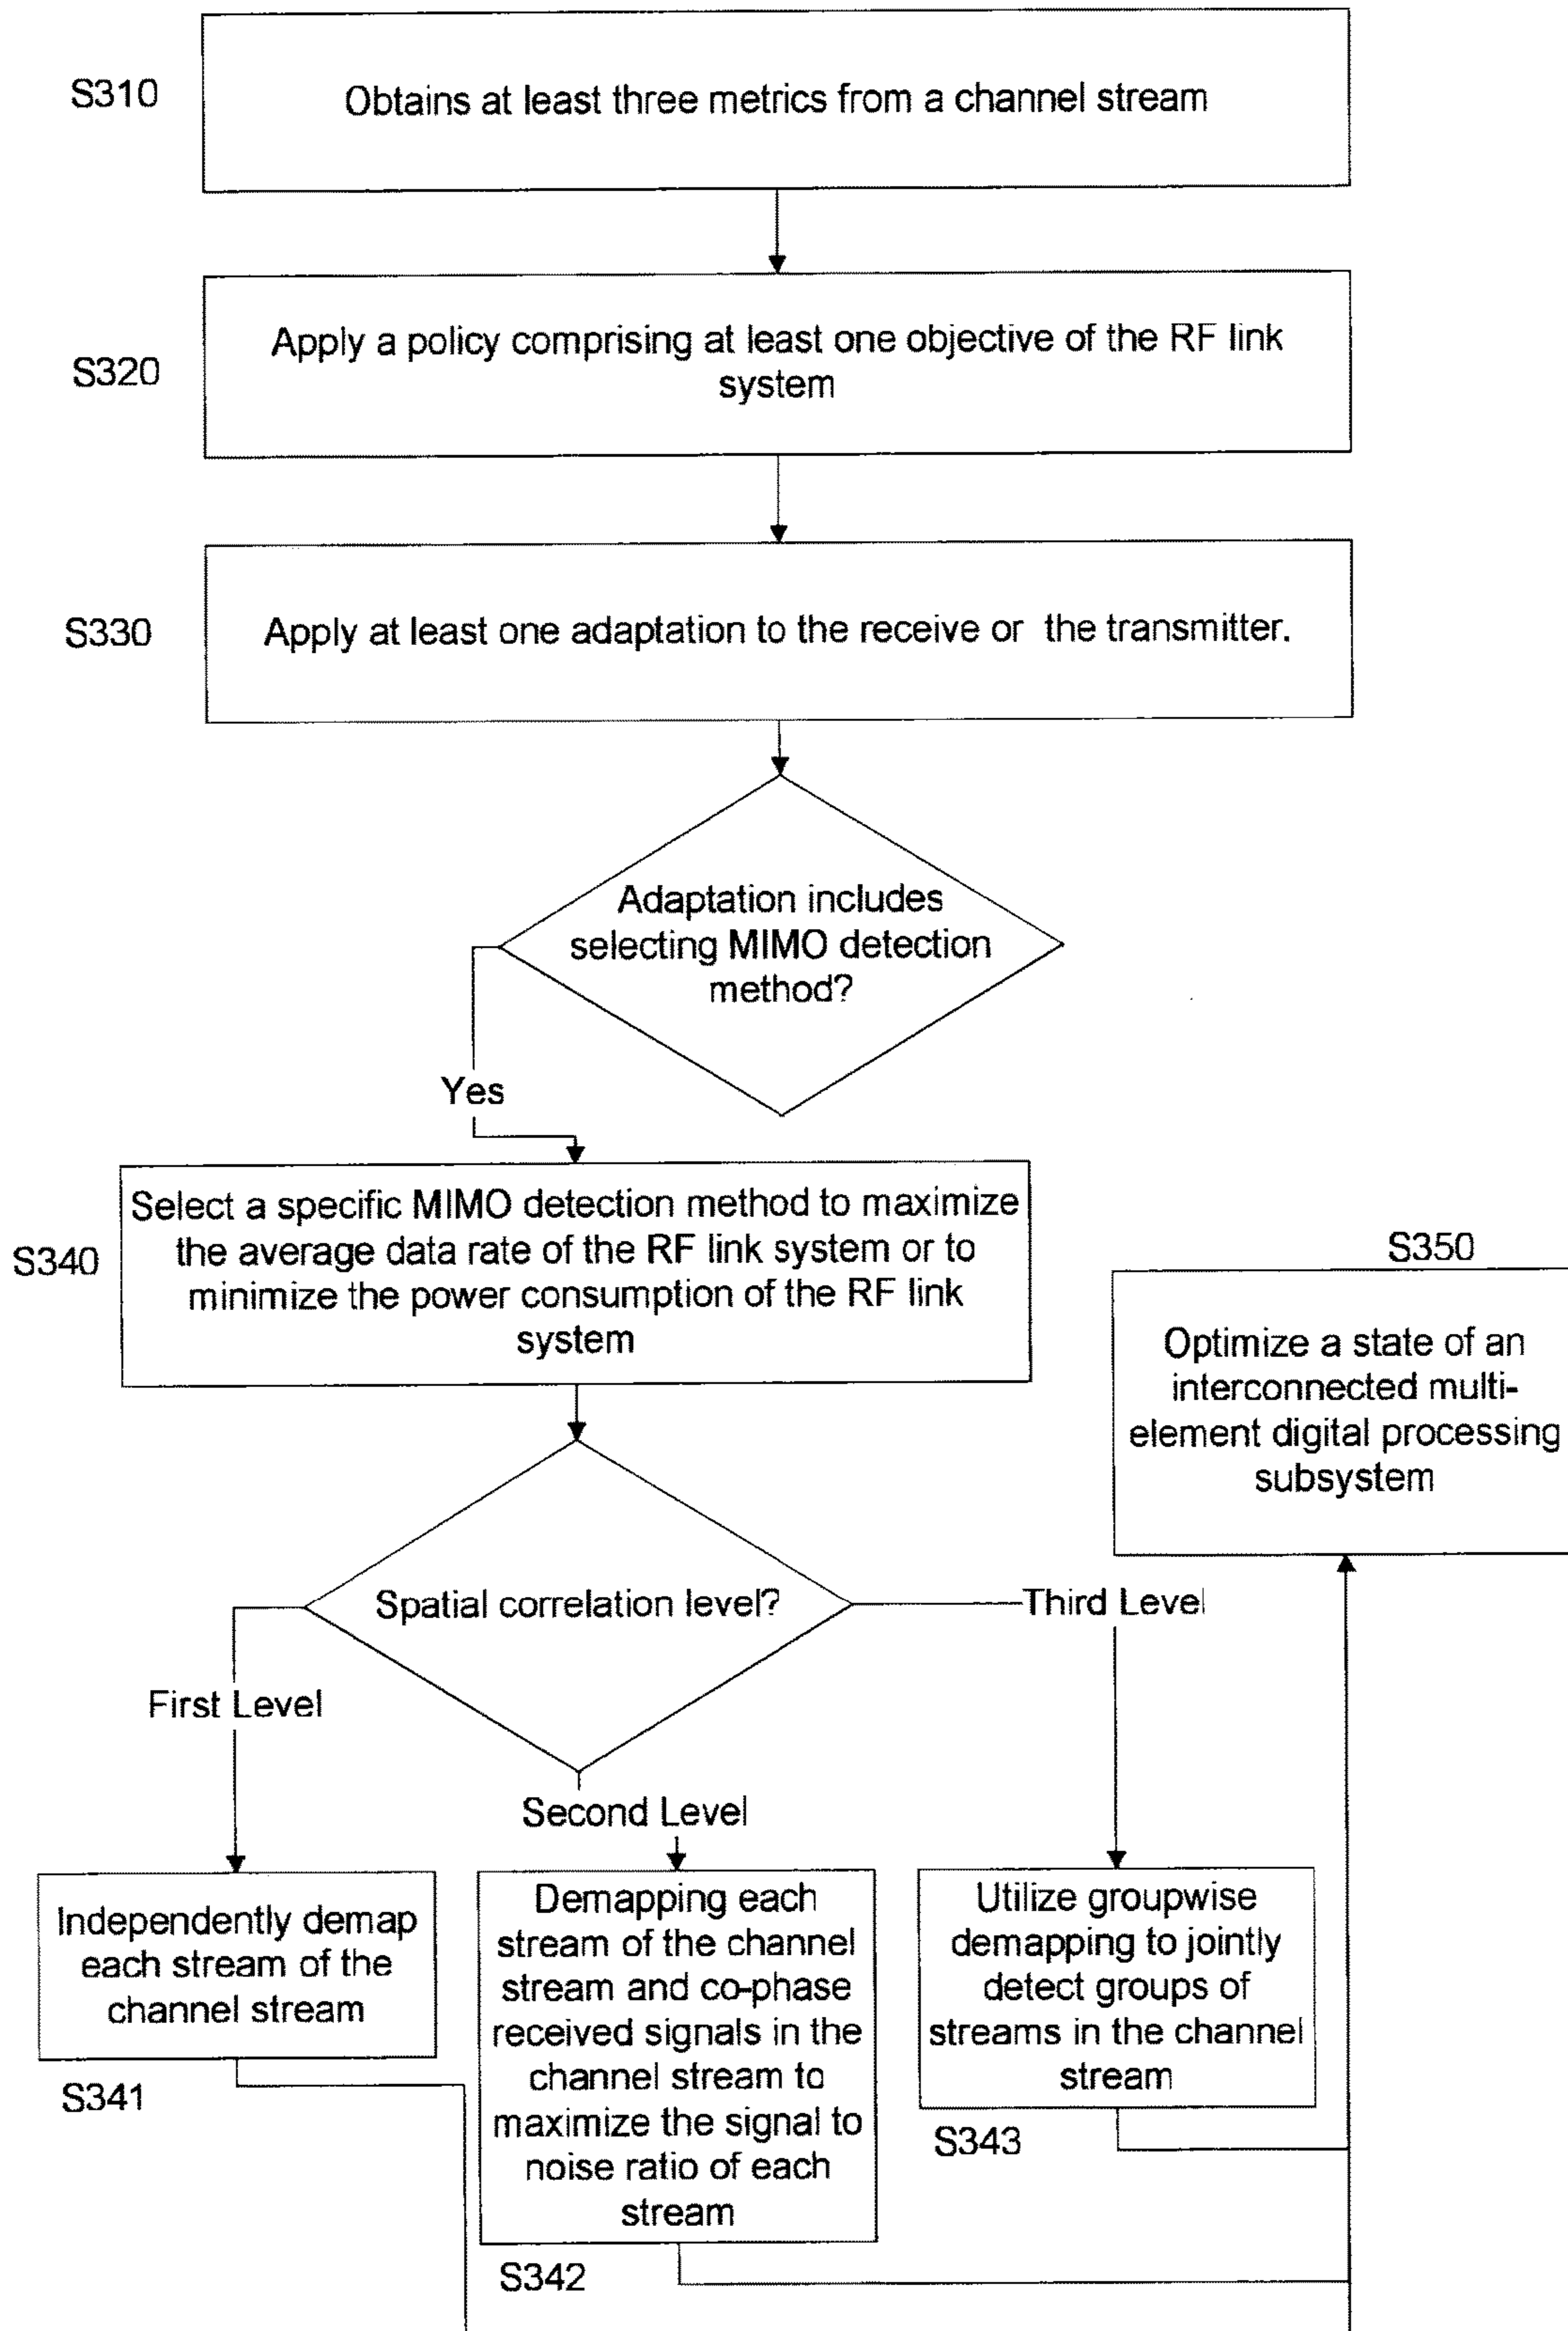 S310
Obtains at least three metrics from a channel stream
S320
Apply a policy comprising at least one objective of the RF link
system
S330
Apply at least one adaptation to the receive or the transmitter.
Adaptation includes
selecting MIMO detection
method?
Yes
S340
Select a specific MIMO detection method to maximize
the average data rate of the RF link system or to
minimize the power consumption of the RF link
system
S350
Optimize a state of an
interconnected multi-
element digital processing
subsystem
Spatial correlation level?
Third Level
First Level
Second Level
Independently demap
each stream of the
channel stream
S341
Demapping each
stream of the channel
stream and co-phase
received signals in the
channel stream to
maximize the signal to
noise ratio of each
stream
S342
Utilize groupwise
demapping to jointly
detect groups of
streams in the channel
stream
S343